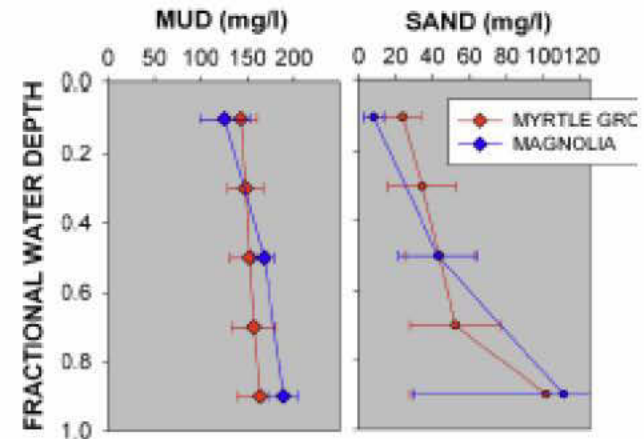 MUD (mg/l)
SAND (mg/l)
0 50 100 150 200
0 20 40 60 80 100 120
FRACTIONAL WATER DEPTH
0.0
0.2
0.4
0.6
0.8
1.0
MYRTLE GRO
MAGNOLIA